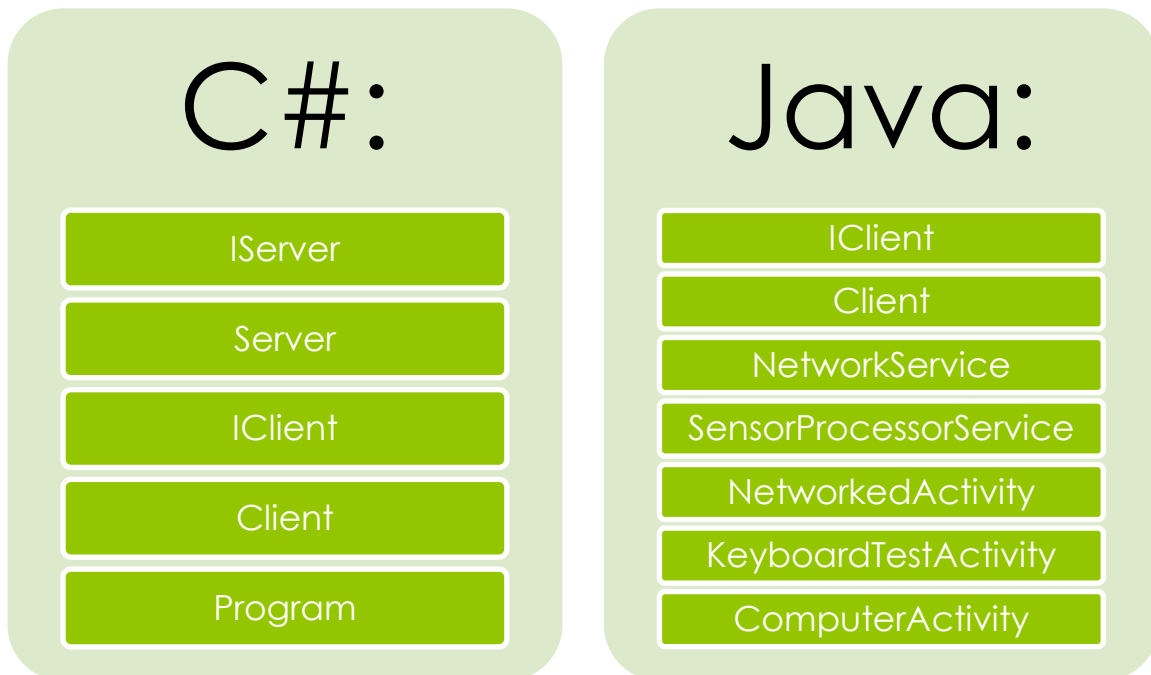 C#:
IServer
Server
IClient
Client
Program
Java:
IClient
Client
NetworkService
SensorProcessorService
NetworkedActivity
KeyboardTestActivity
ComputerActivity